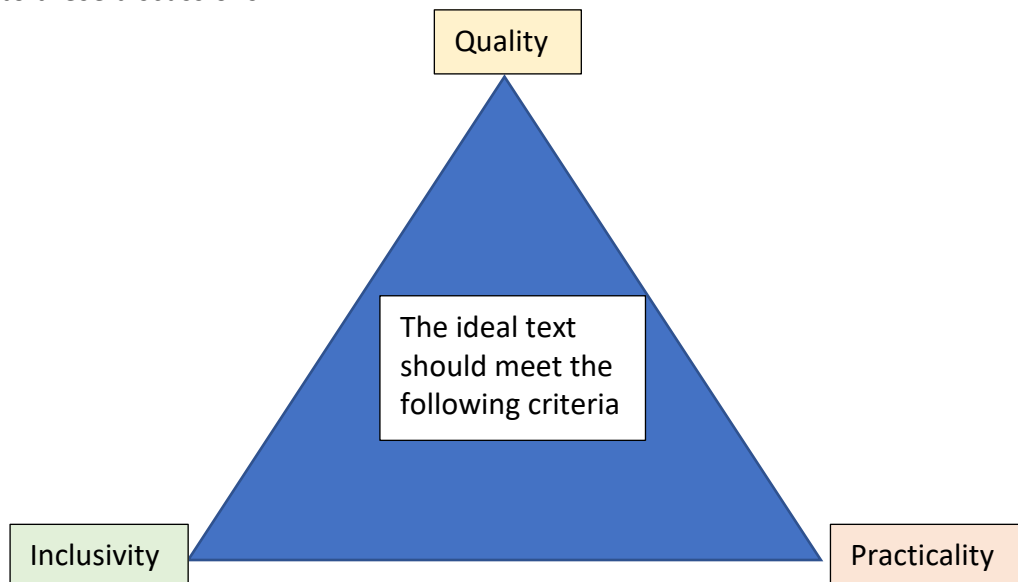 Quality
The ideal text
should meet the
following criteria
Inclusivity
Practicality